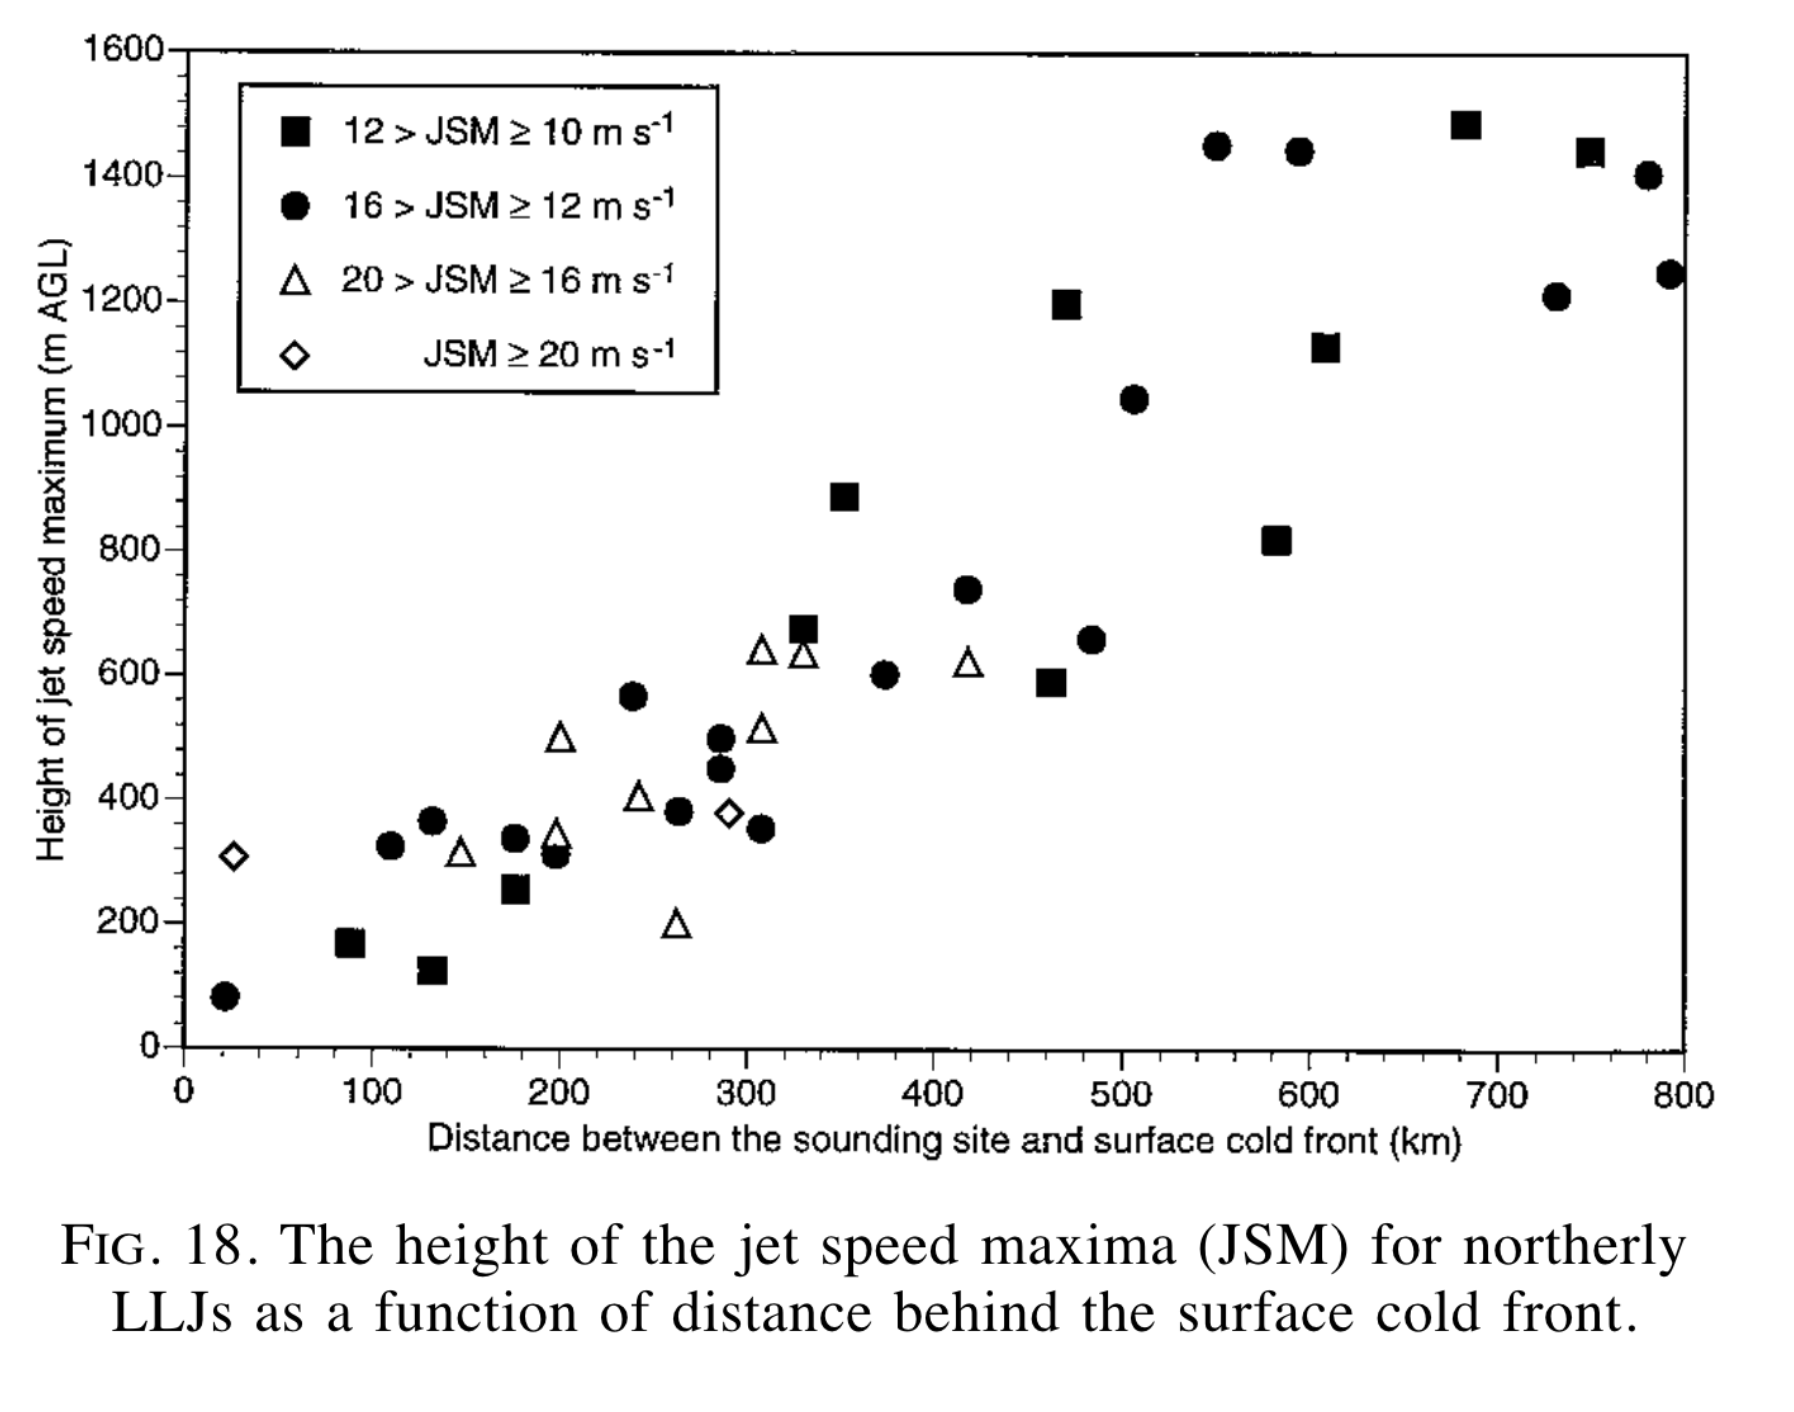 1600
1400
1200
1000
800
600
400
200
0
Height of jet speed maximum (m AGL)
12 > JSM ≥ 10 m s⁻¹
16 > JSM ≥ 12 m s⁻¹
20 > JSM ≥ 16 m s⁻¹
JSM ≥ 20 m s⁻¹
0 100 200 300 400 500 600 700 800
Distance between the sounding site and surface cold front (km)
FIG. 18. The height of the jet speed maxima (JSM) for northerly
LLJs as a function of distance behind the surface cold front.